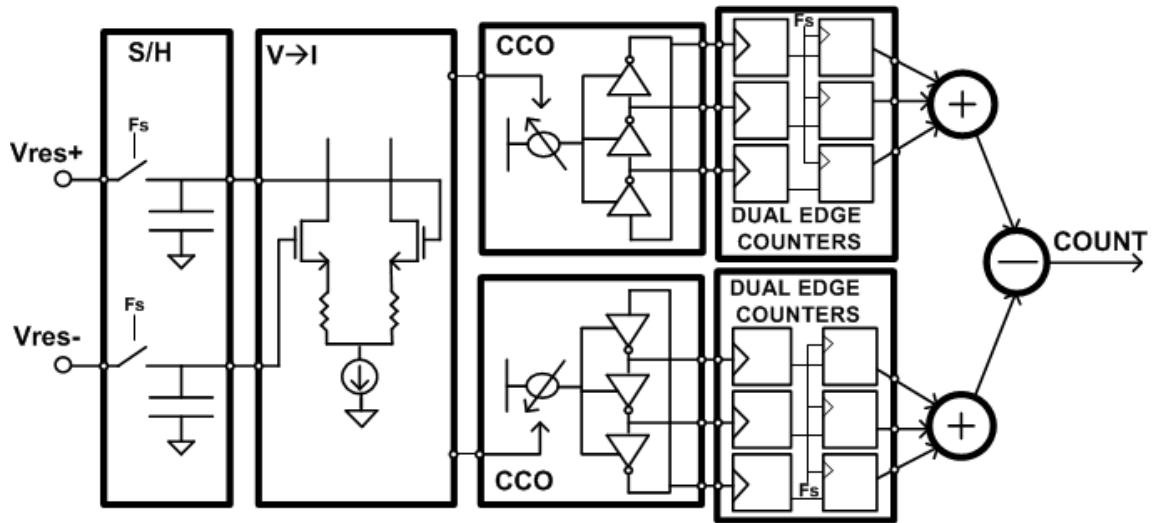 S/H
V→I
CCO
Fs
Fs
Vres+
DUAL EDGE
COUNTERS
+
COUNT
Fs
Vres-
DUAL EDGE
COUNTERS
CCO
Fs
+